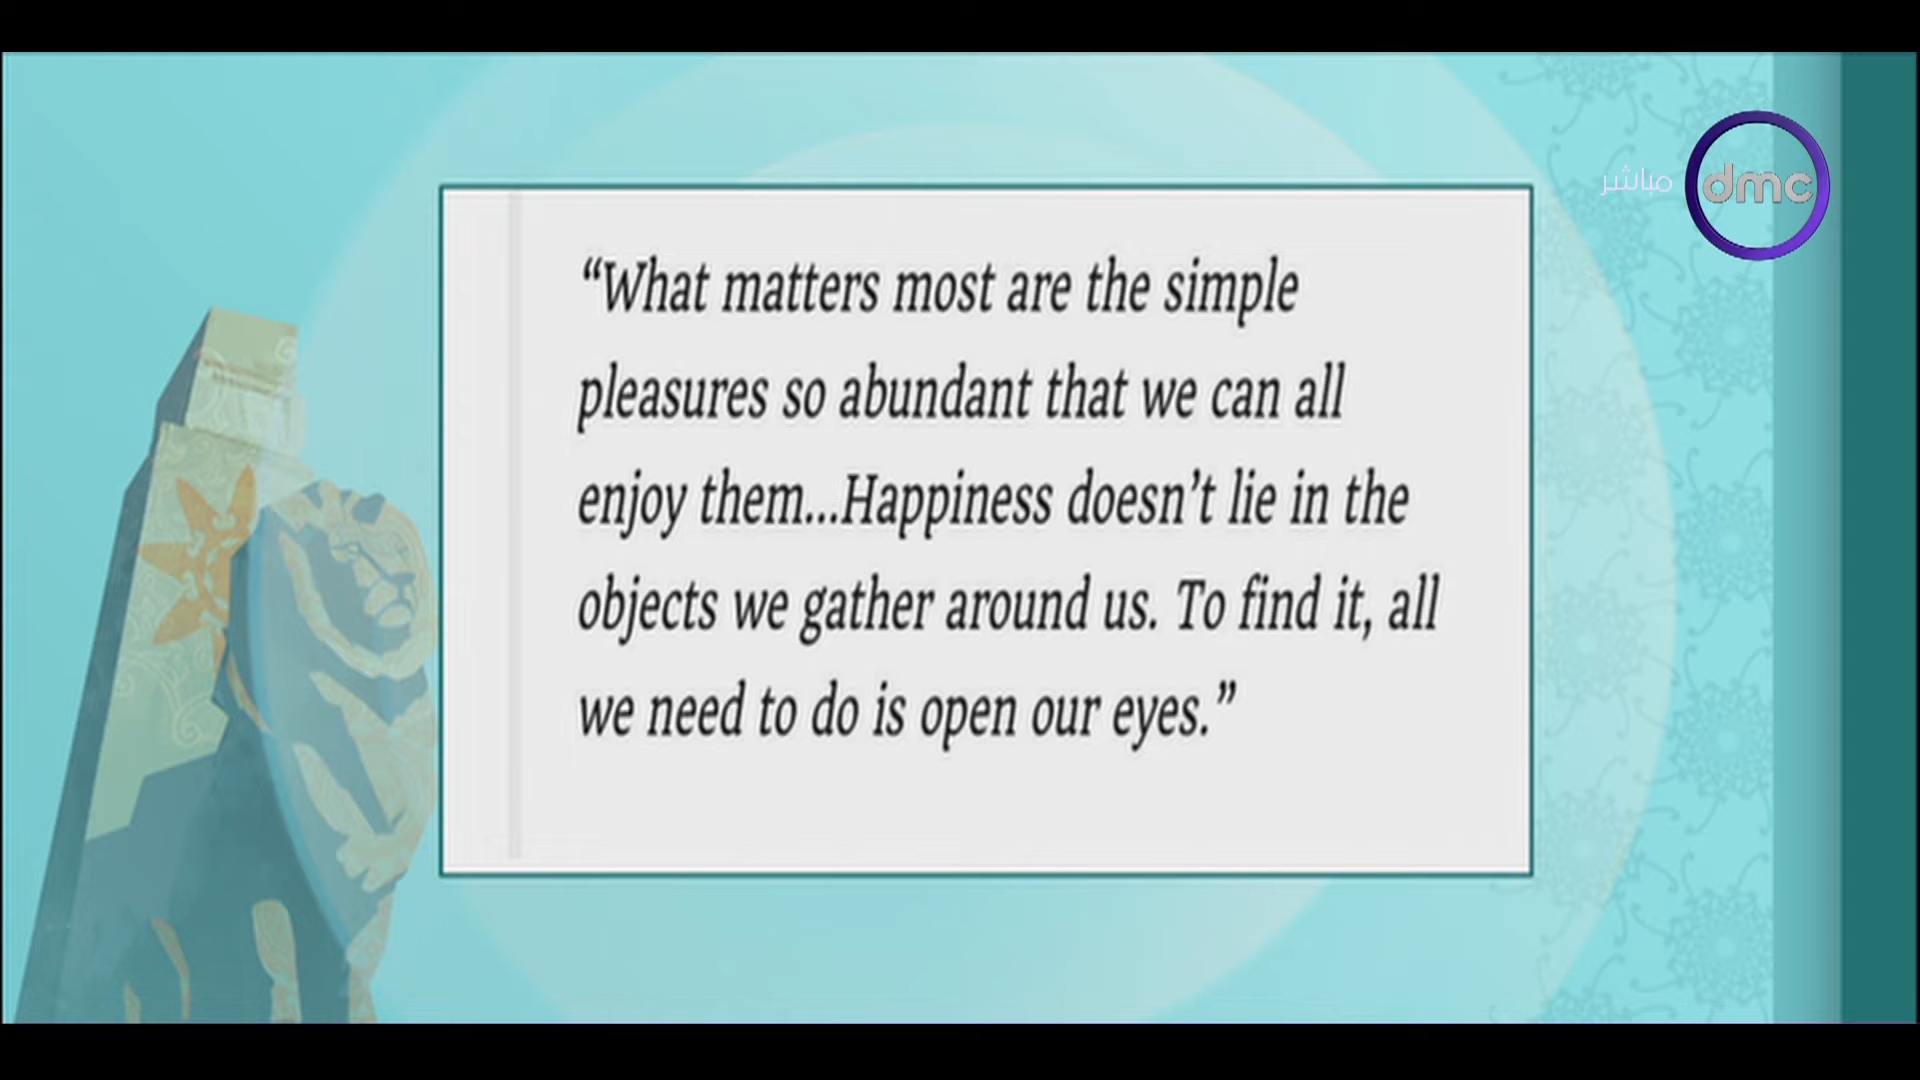 مباشر
dmc
“What matters most are the simple
pleasures so abundant that we can all
enjoy them...Happiness doesn’t lie in the
objects we gather around us. To find it, all
we need to do is open our eyes.”